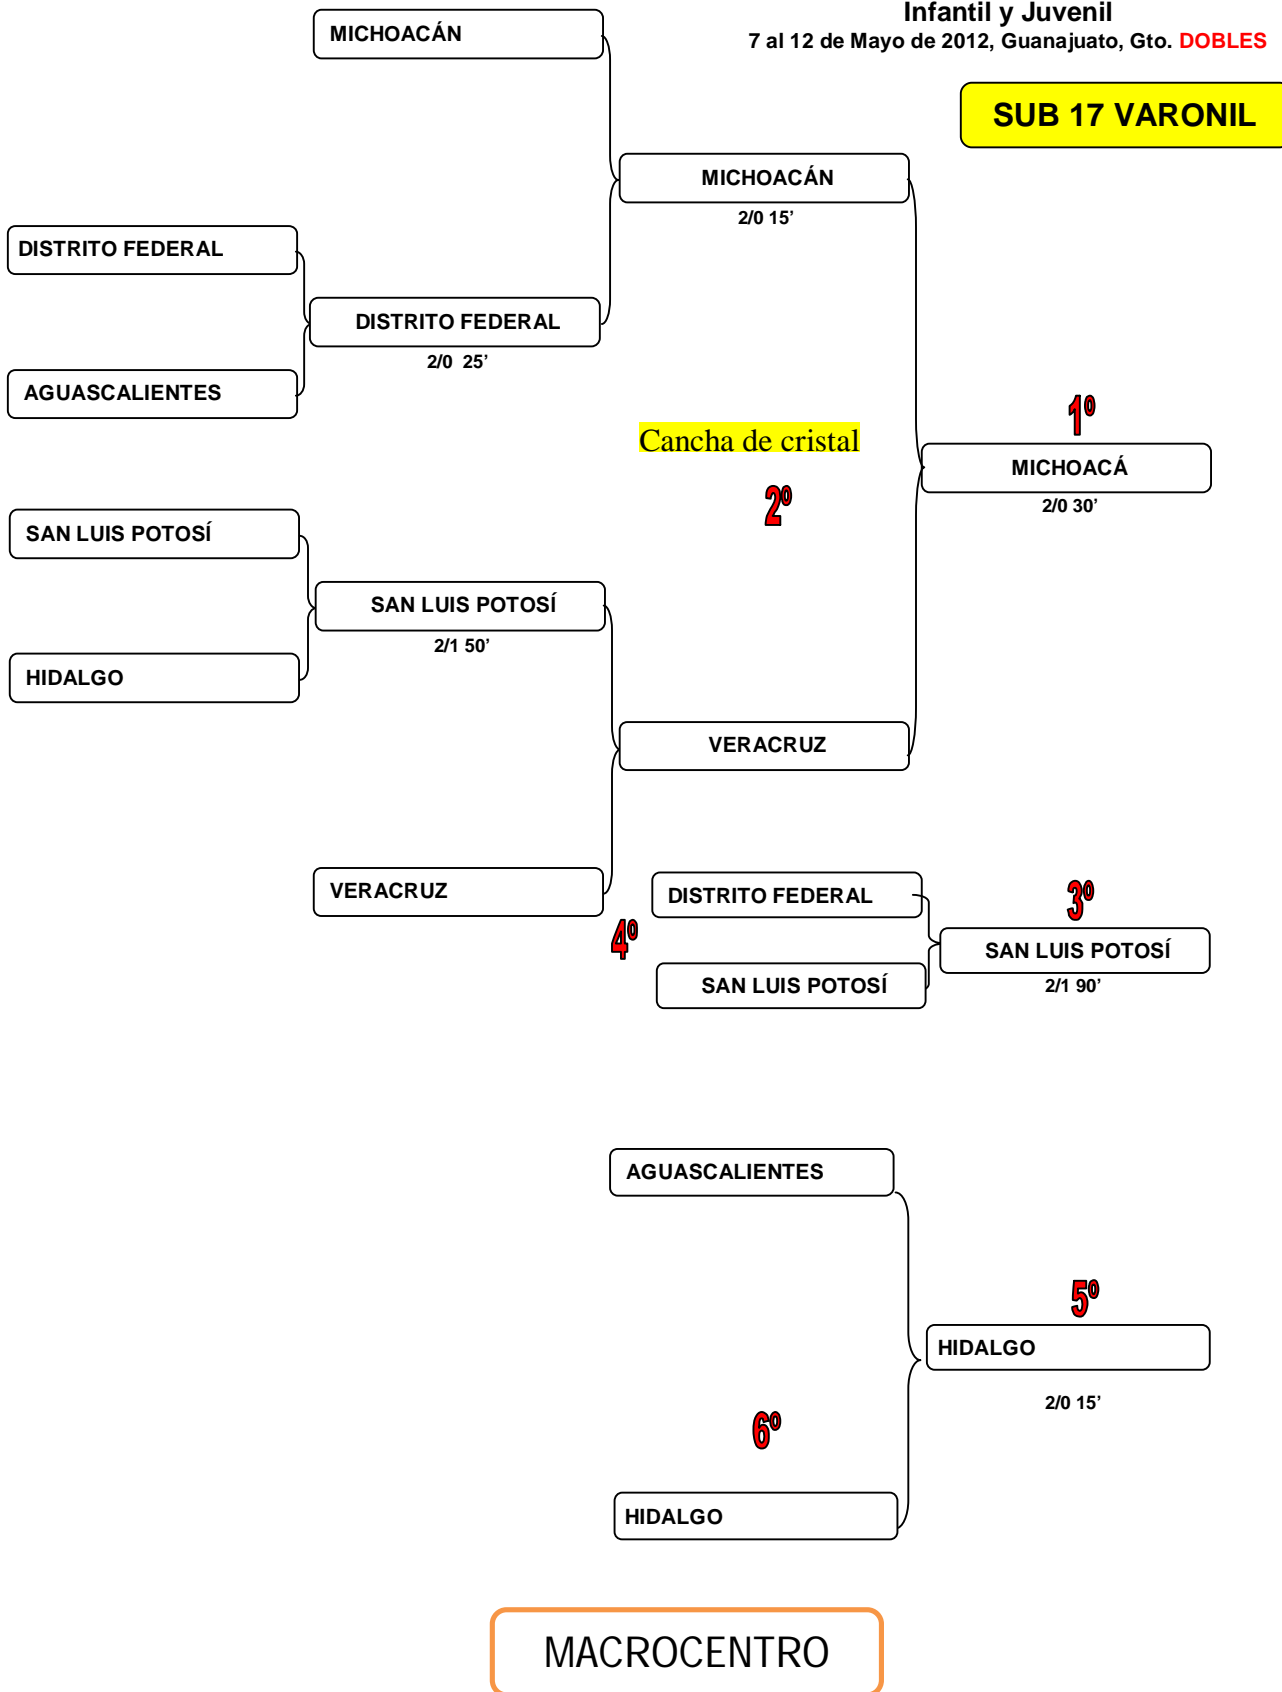 Infantil y Juvenil
7 al 12 de Mayo de 2012, Guanajuato, Gto. DOBLES
SUB 17 VARONIL
MICHOACÁN
MICHOACÁN
2/0 15’
DISTRITO FEDERAL
DISTRITO FEDERAL
2/0 25’
AGUASCALIENTES
Cancha de cristal
1º
MICHOACÁ
2/0 30’
2º
SAN LUIS POTOSÍ
SAN LUIS POTOSÍ
2/1 50’
HIDALGO
VERACRUZ
VERACRUZ
4º
DISTRITO FEDERAL
3º
SAN LUIS POTOSÍ
2/1 90’
SAN LUIS POTOSÍ
AGUASCALIENTES
5º
HIDALGO
2/0 15’
6º
HIDALGO
MACROCENTRO